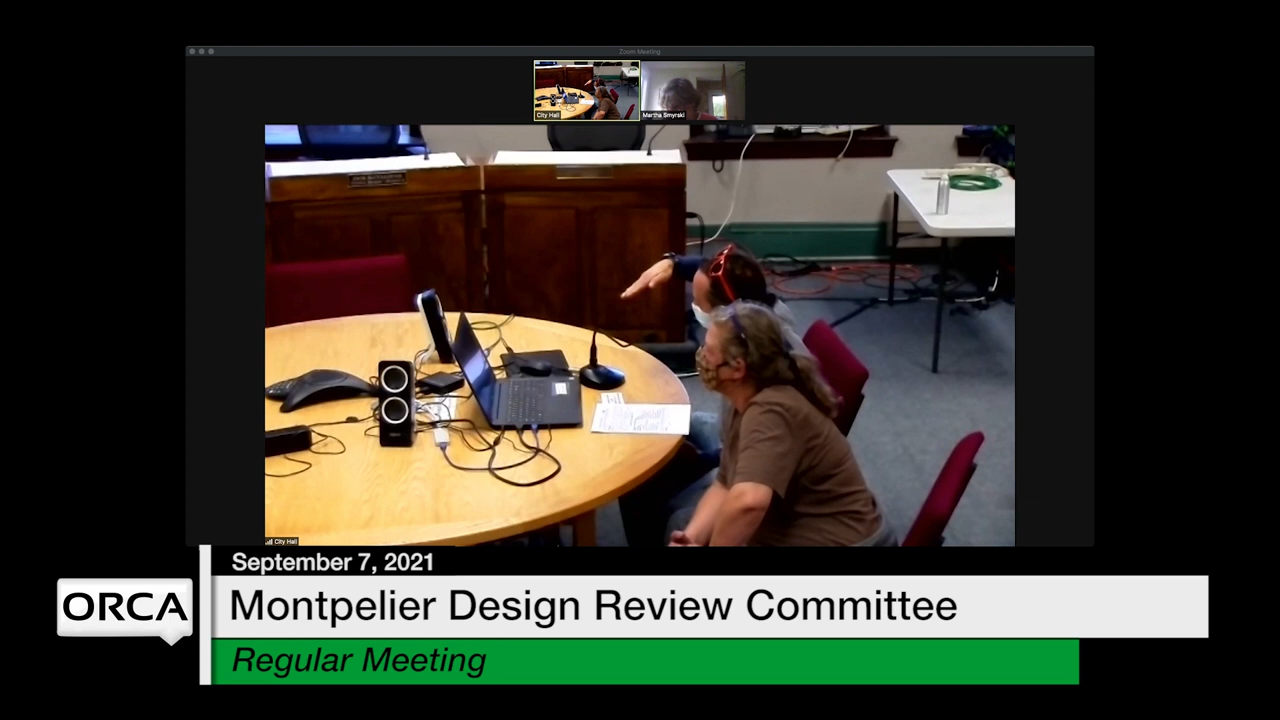 Zoom Meeting
City Hall
Martha Smyrski
City Hall
September 7, 2021
Montpelier Design Review Committee
ORCA
Regular Meeting